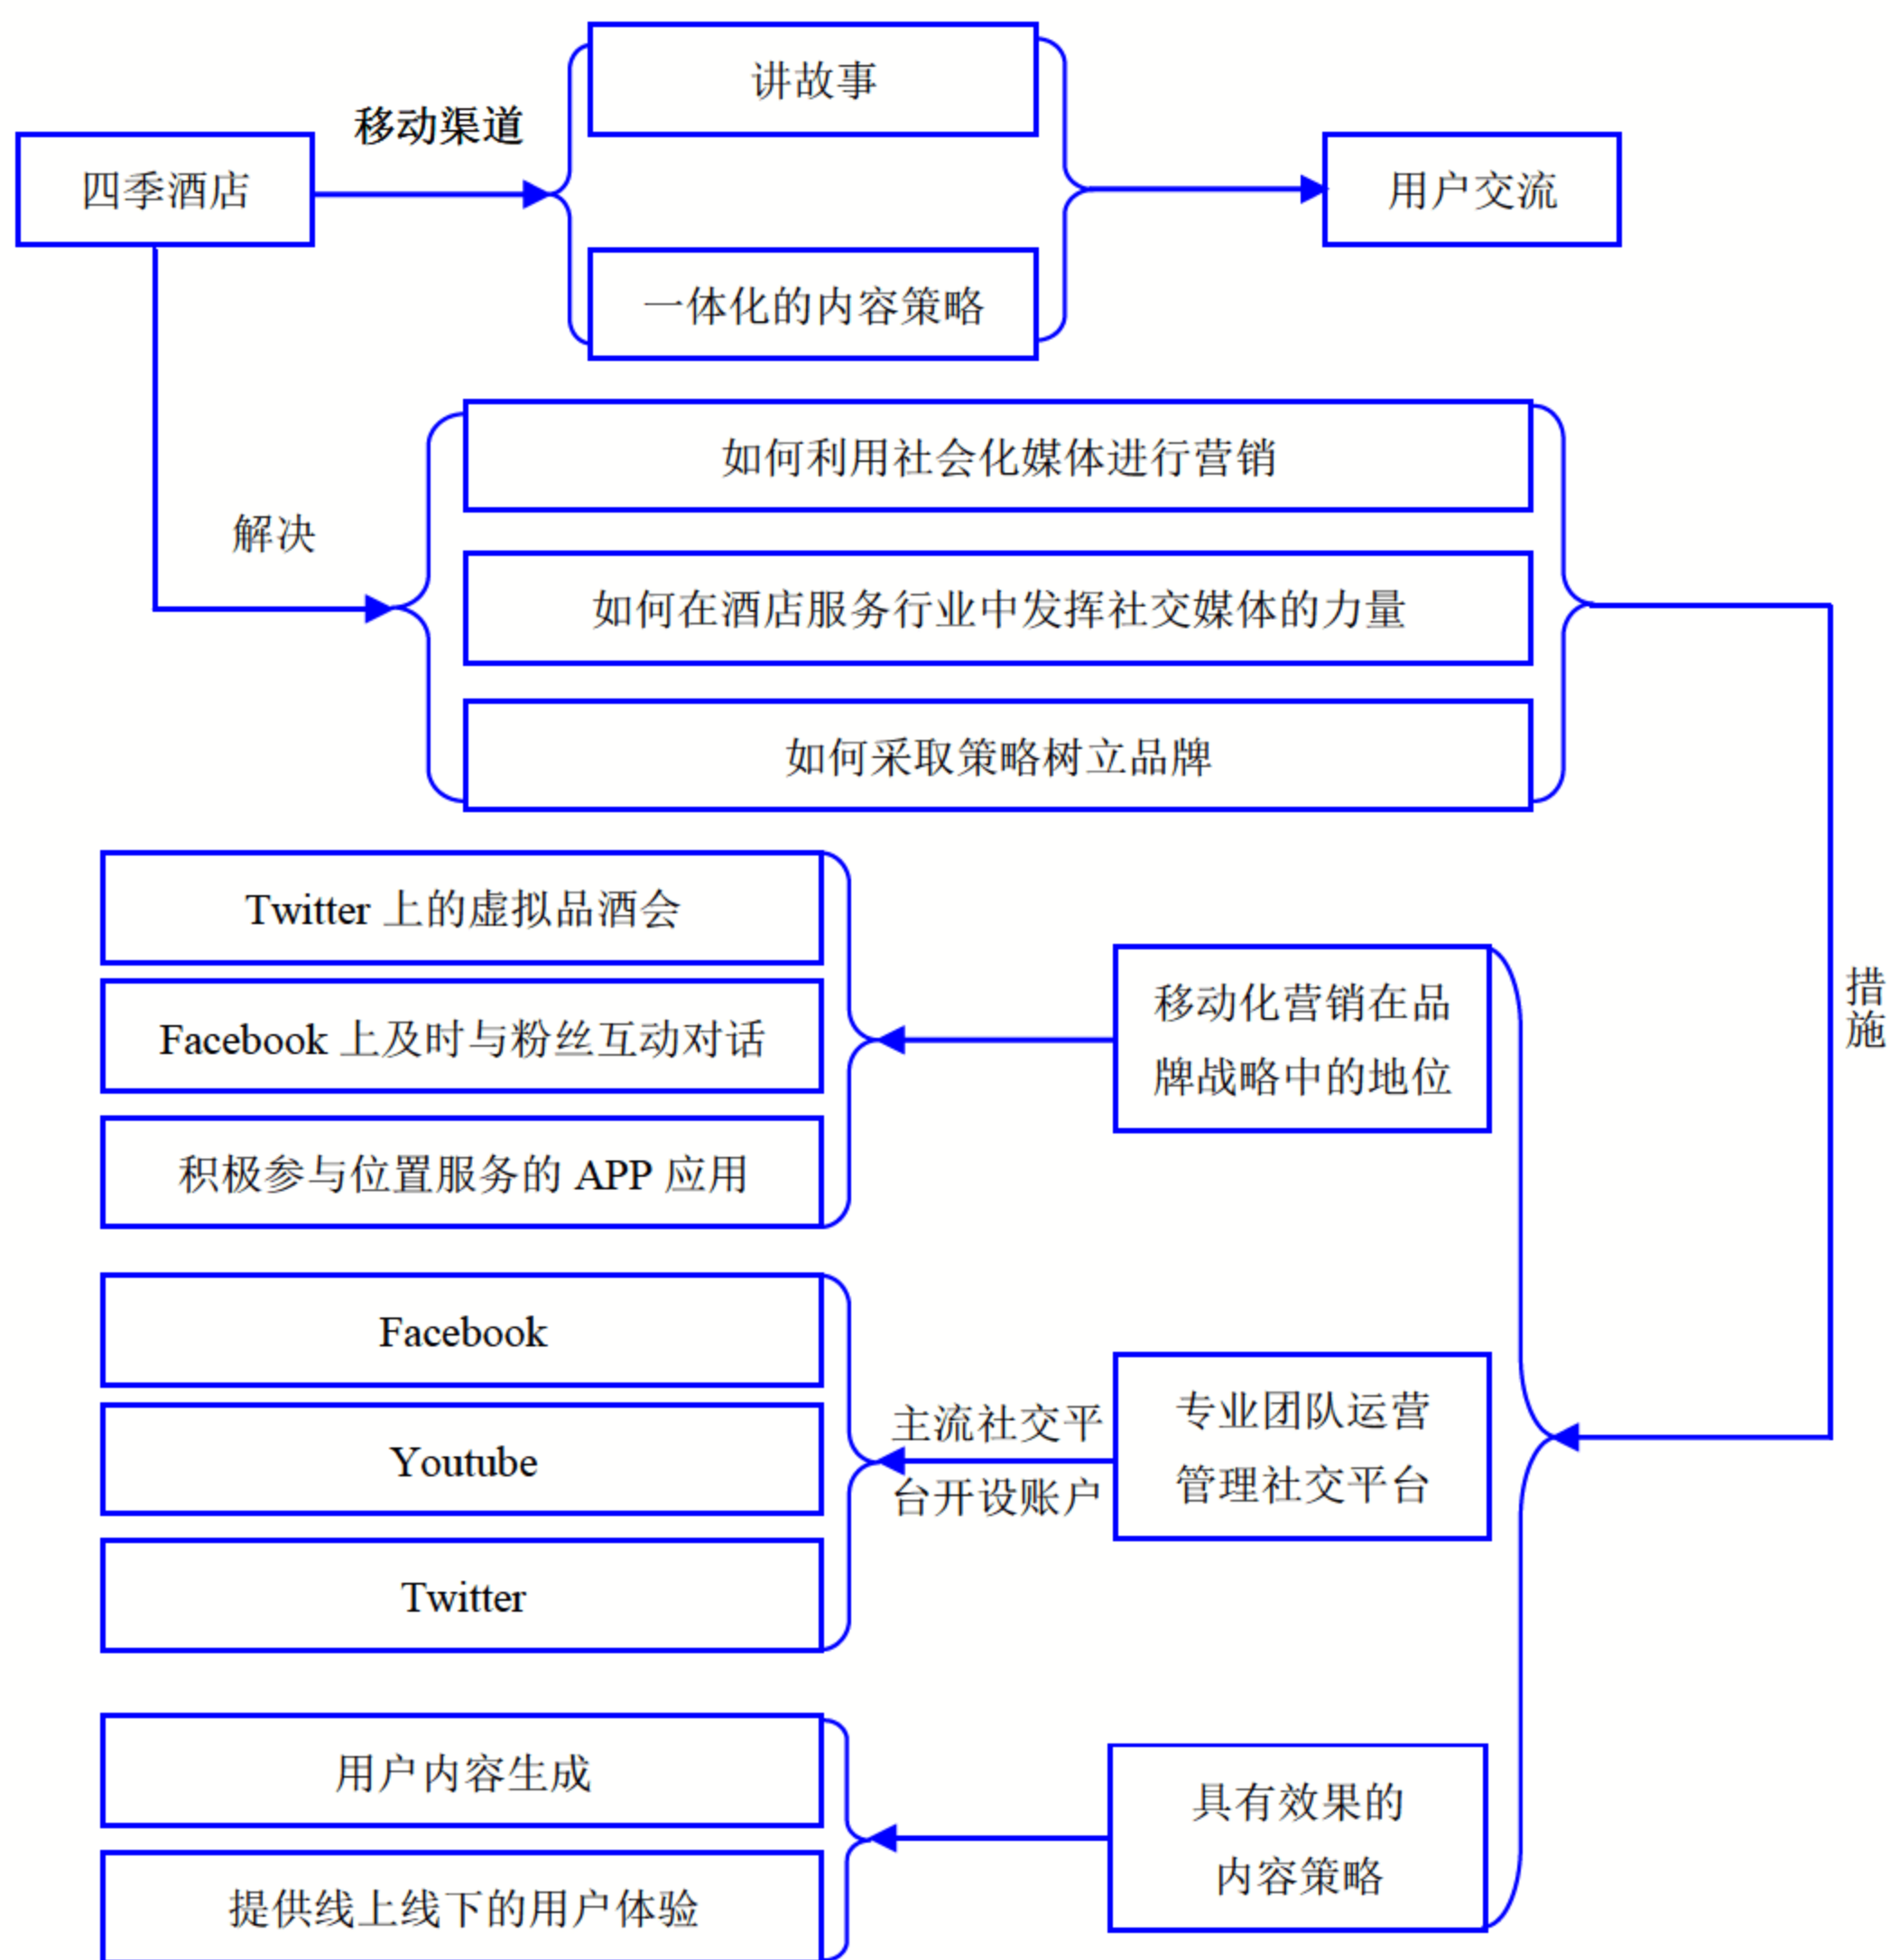 讲故事
移动渠道
四季酒店
用户交流
一体化的内容策略
如何利用社会化媒体进行营销
解决
如何在酒店服务行业中发挥社交媒体的力量
如何采取策略树立品牌
Twitter 上的虚拟品酒会
Facebook 上及时与粉丝互动对话
积极参与位置服务的 APP 应用
移动化营销在品
牌战略中的地位
措
施
Facebook
Youtube
Twitter
主流社交平
台开设账户
专业团队运营
管理社交平台
用户内容生成
提供线上线下的用户体验
具有效果的
内容策略